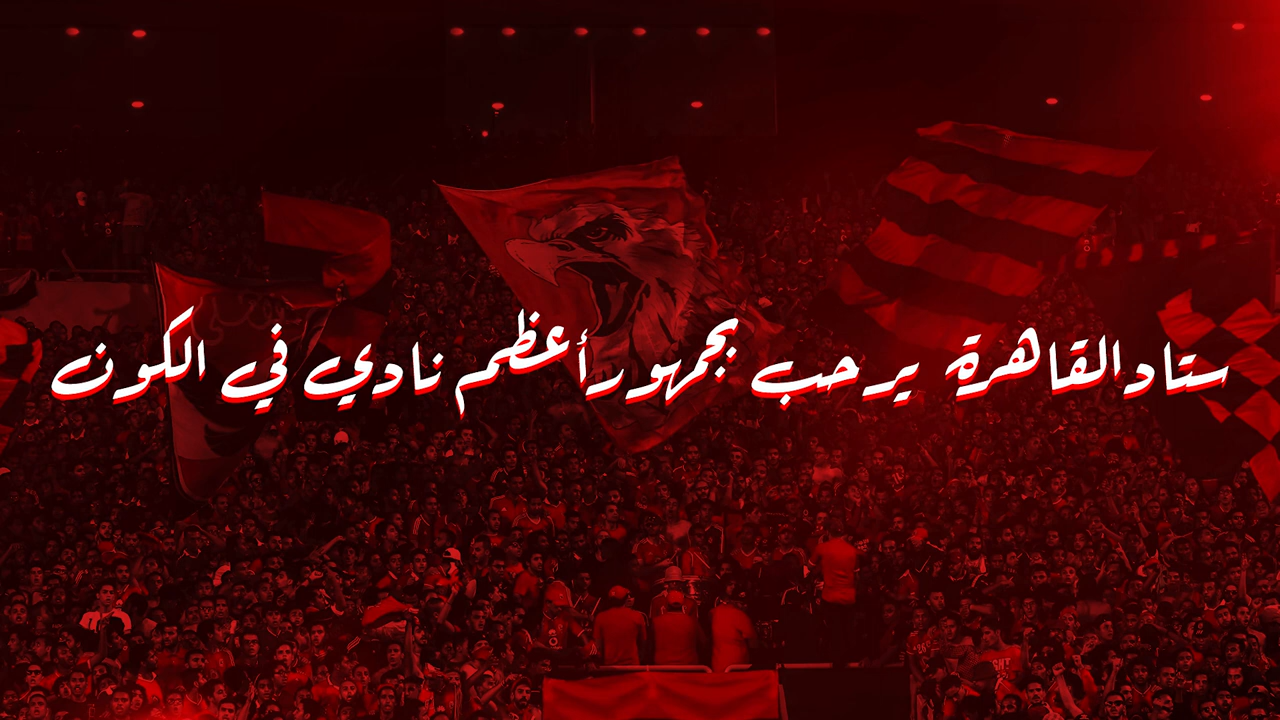 ستاد القاهرة يرحب بجمهور أعظم نادي في الكون